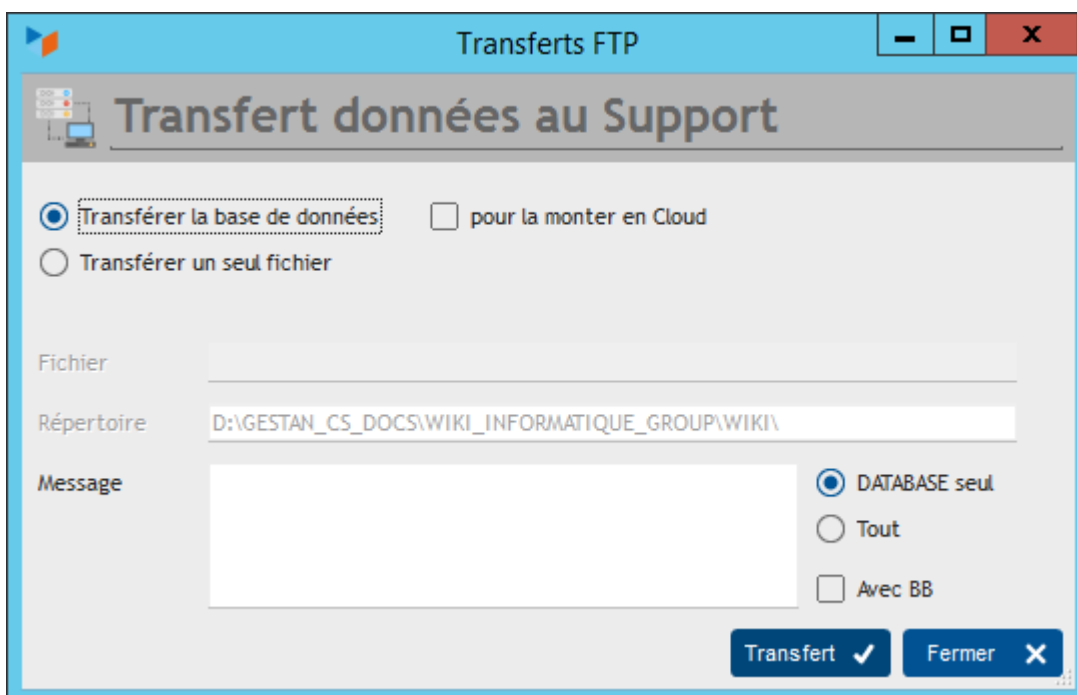 Transferts FTP
Transfert données au Support
Transférer la base de données
pour la monter en Cloud
Transférer un seul fichier
Fichier
Répertoire
D:\GESTAN_CS_DOCS\WIKI_INFORMATIQUE_GROUP\WIKI\
Message
DATABASE seul
Tout
Avec BB
Transfert
Fermer